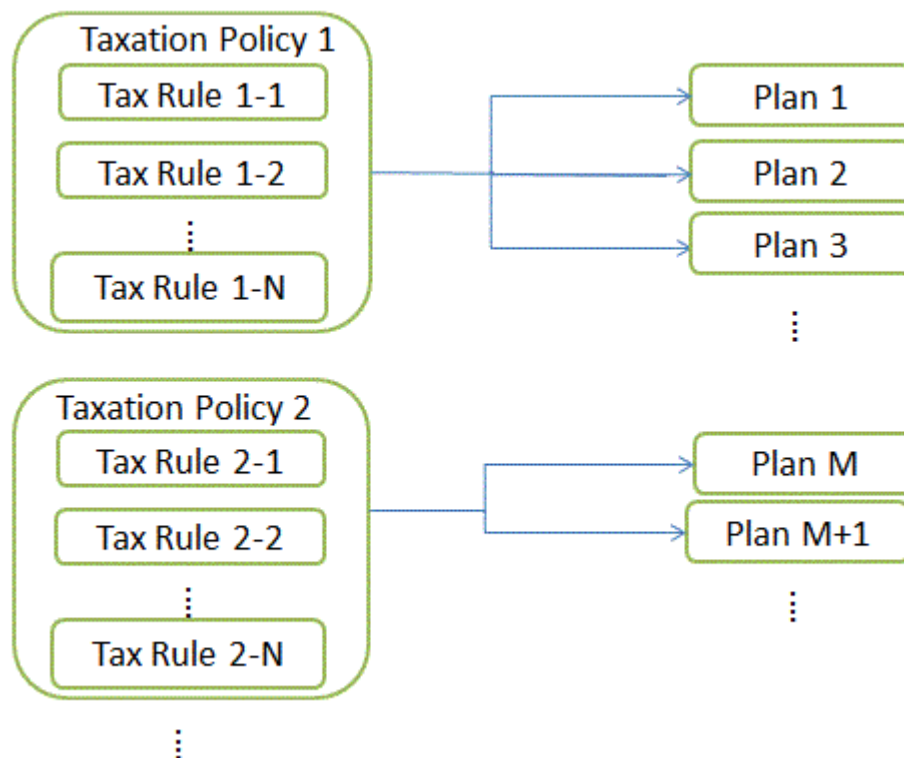 Taxation Policy 1
Tax Rule 1-1
Tax Rule 1-2
Tax Rule 1-N
Plan 1
Plan 2
Plan 3
Taxation Policy 2
Tax Rule 2-1
Tax Rule 2-2
Tax Rule 2-N
Plan M
Plan M+1